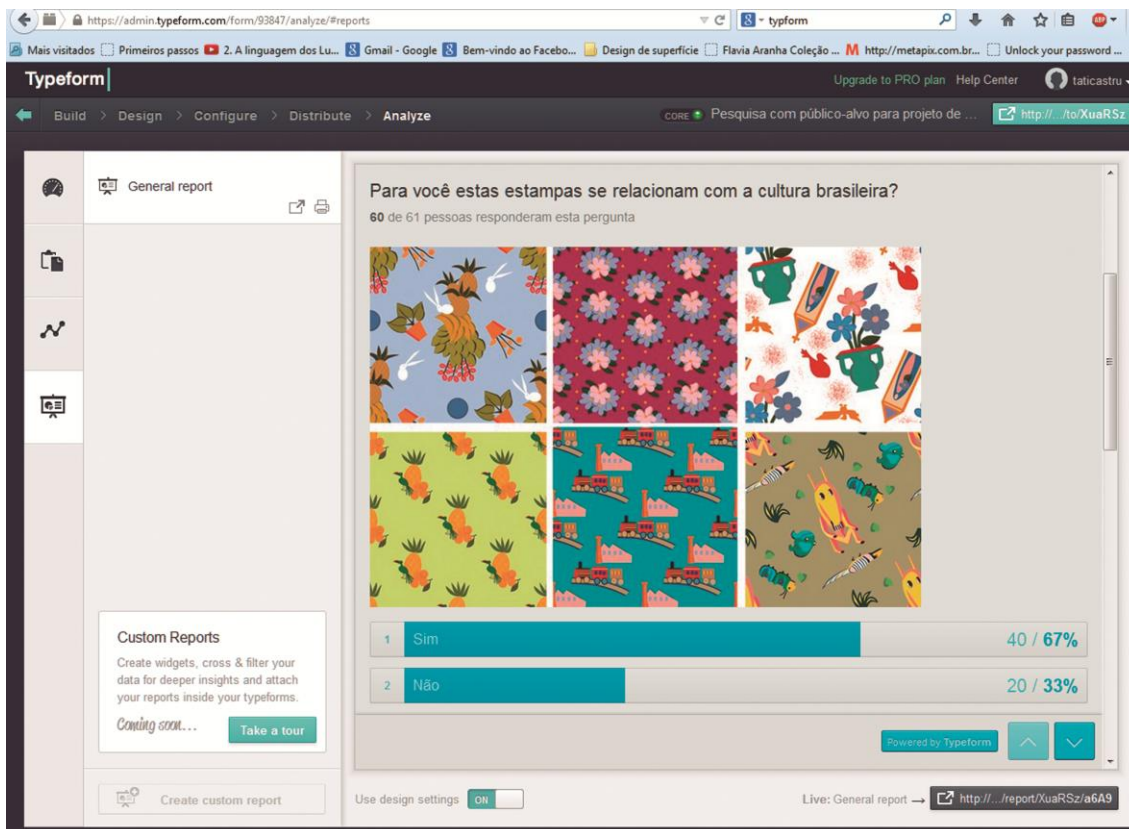 https://admin.typeform.com/form/93847/analyze/#reports
typform
Mais visitados Primeiros passos 2. A linguagem dos Lu... Gmail - Google Bem-vindo ao Facebo... Design de superfície Flavia Aranha Coleção ... http://metapix.com.br... Unlock your password ...
Typeform
Upgrade to PRO plan Help Center taticastru
Build > Design > Configure > Distribute > Analyze
CORE Pesquisa com público-alvo para projeto de ... http://.../to/XuaRSz
General report
Para você estas estampas se relacionam com a cultura brasileira?
60 de 61 pessoas responderam esta pergunta
1 Sim 40 / 67%
2 Não 20 / 33%
Custom Reports
Create widgets, cross & filter your
data for deeper insights and attach
your reports inside your typeforms.
Coming soon... Take a tour
Powered by Typeform
Create custom report
Use design settings ON
Live: General report → http://.../report/XuaRSz/a6A9